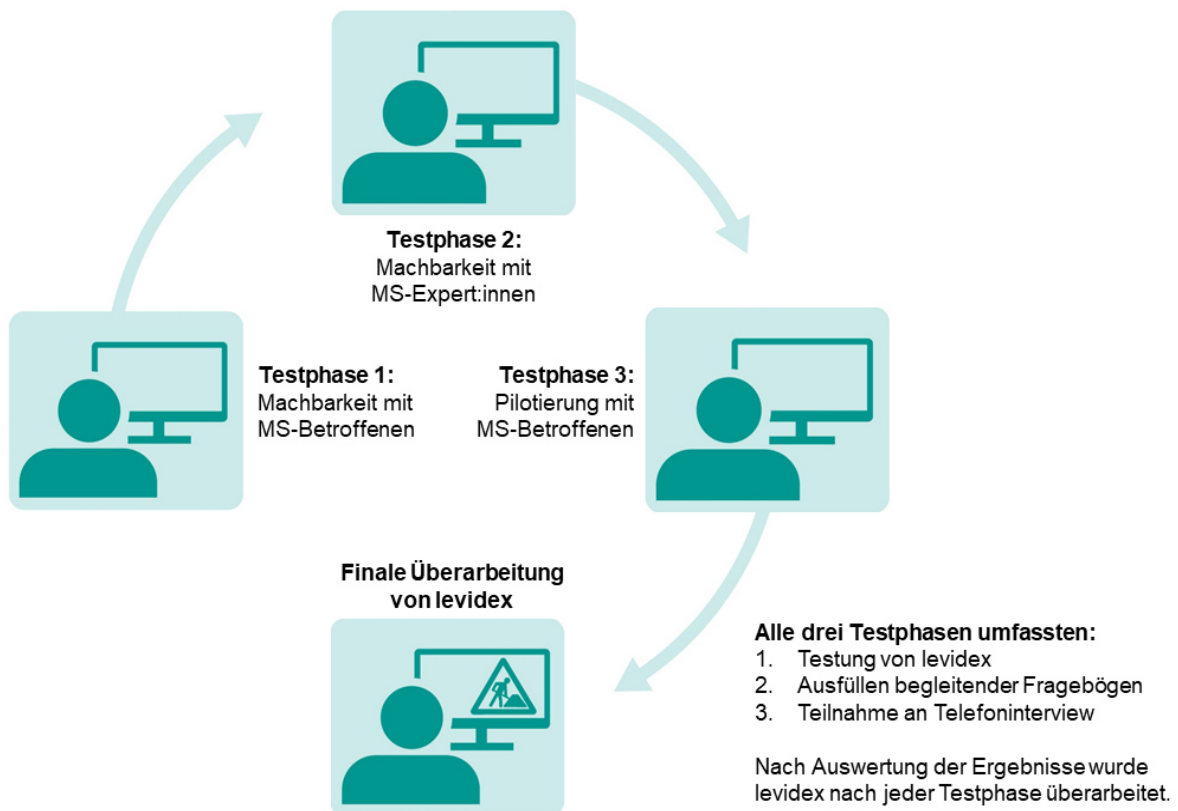 Testphase 2:
Machbarkeit mit
MS-Expert:innen
Testphase 1:
Machbarkeit mit
MS-Betroffenen
Testphase 3:
Pilotierung mit
MS-Betroffenen
Finale Überarbeitung
von levidex
Alle drei Testphasen umfassten:
1. Testung von levidex
2. Ausfüllen begleitender Fragebögen
3. Teilnahme an Telefoninterview
Nach Auswertung der Ergebnisse wurde
levidex nach jeder Testphase überarbeitet.